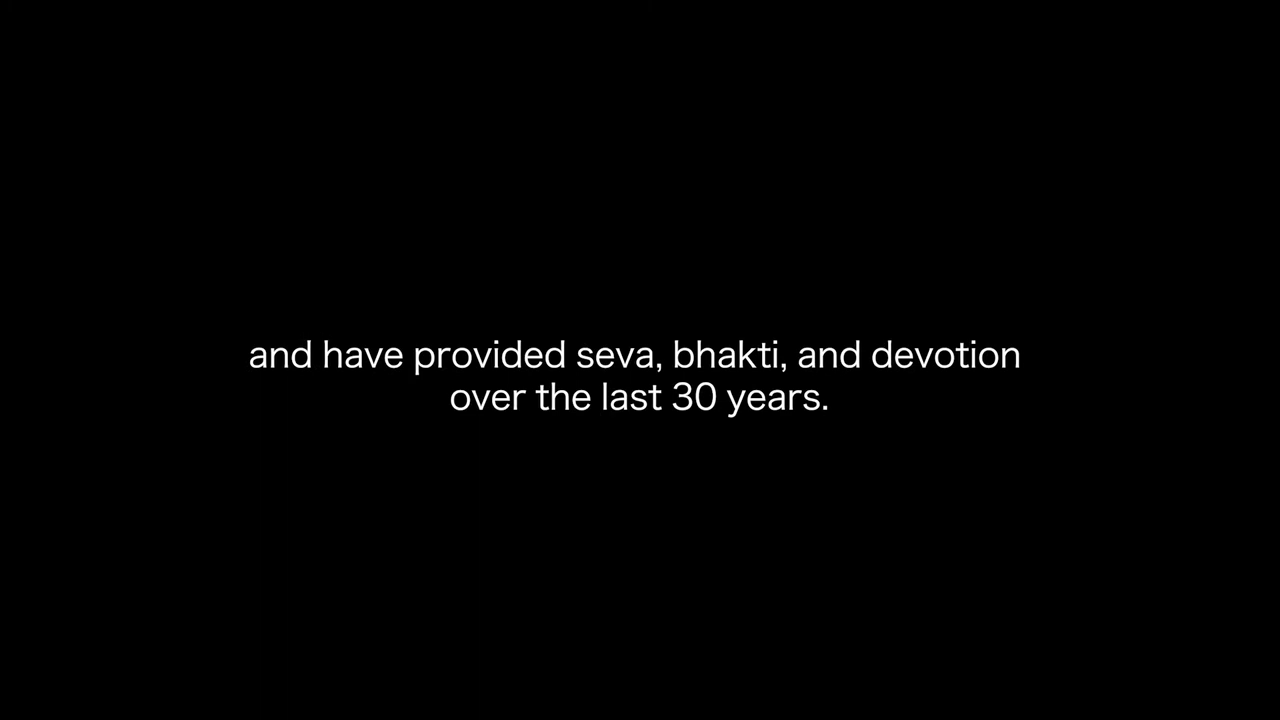 and have provided seva, bhakti, and devotion
over the last 30 years.